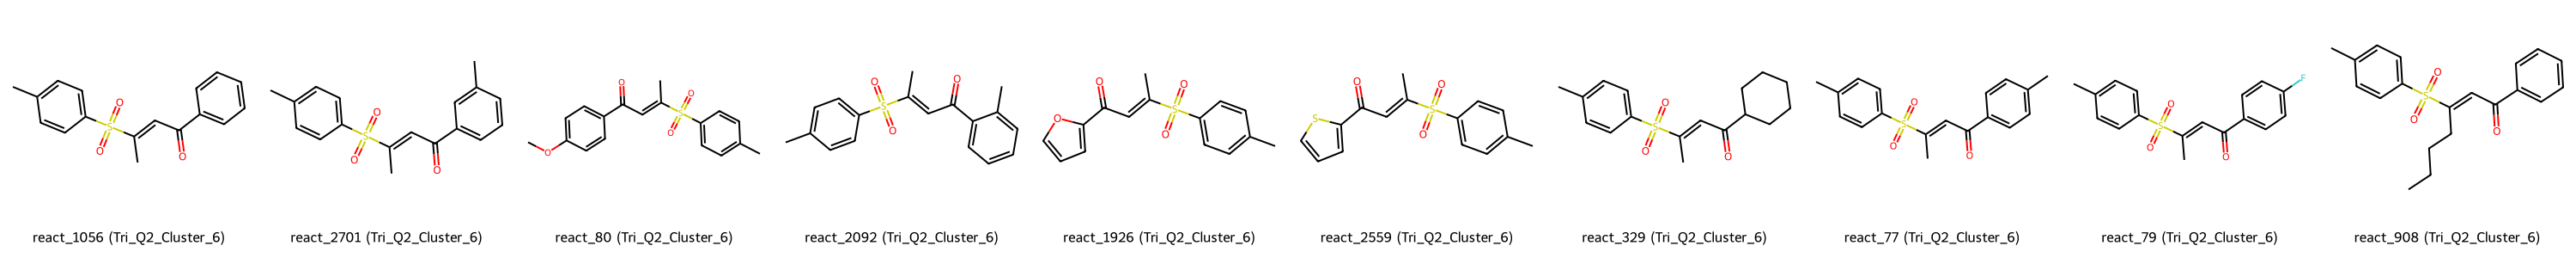 react_1056 (Tri_Q2_Cluster_6)
react_2701 (Tri_Q2_Cluster_6)
react_80 (Tri_Q2_Cluster_6)
react_2092 (Tri_Q2_Cluster_6)
react_1926 (Tri_Q2_Cluster_6)
react_2559 (Tri_Q2_Cluster_6)
react_329 (Tri_Q2_Cluster_6)
react_77 (Tri_Q2_Cluster_6)
react_79 (Tri_Q2_Cluster_6)
react_908 (Tri_Q2_Cluster_6)